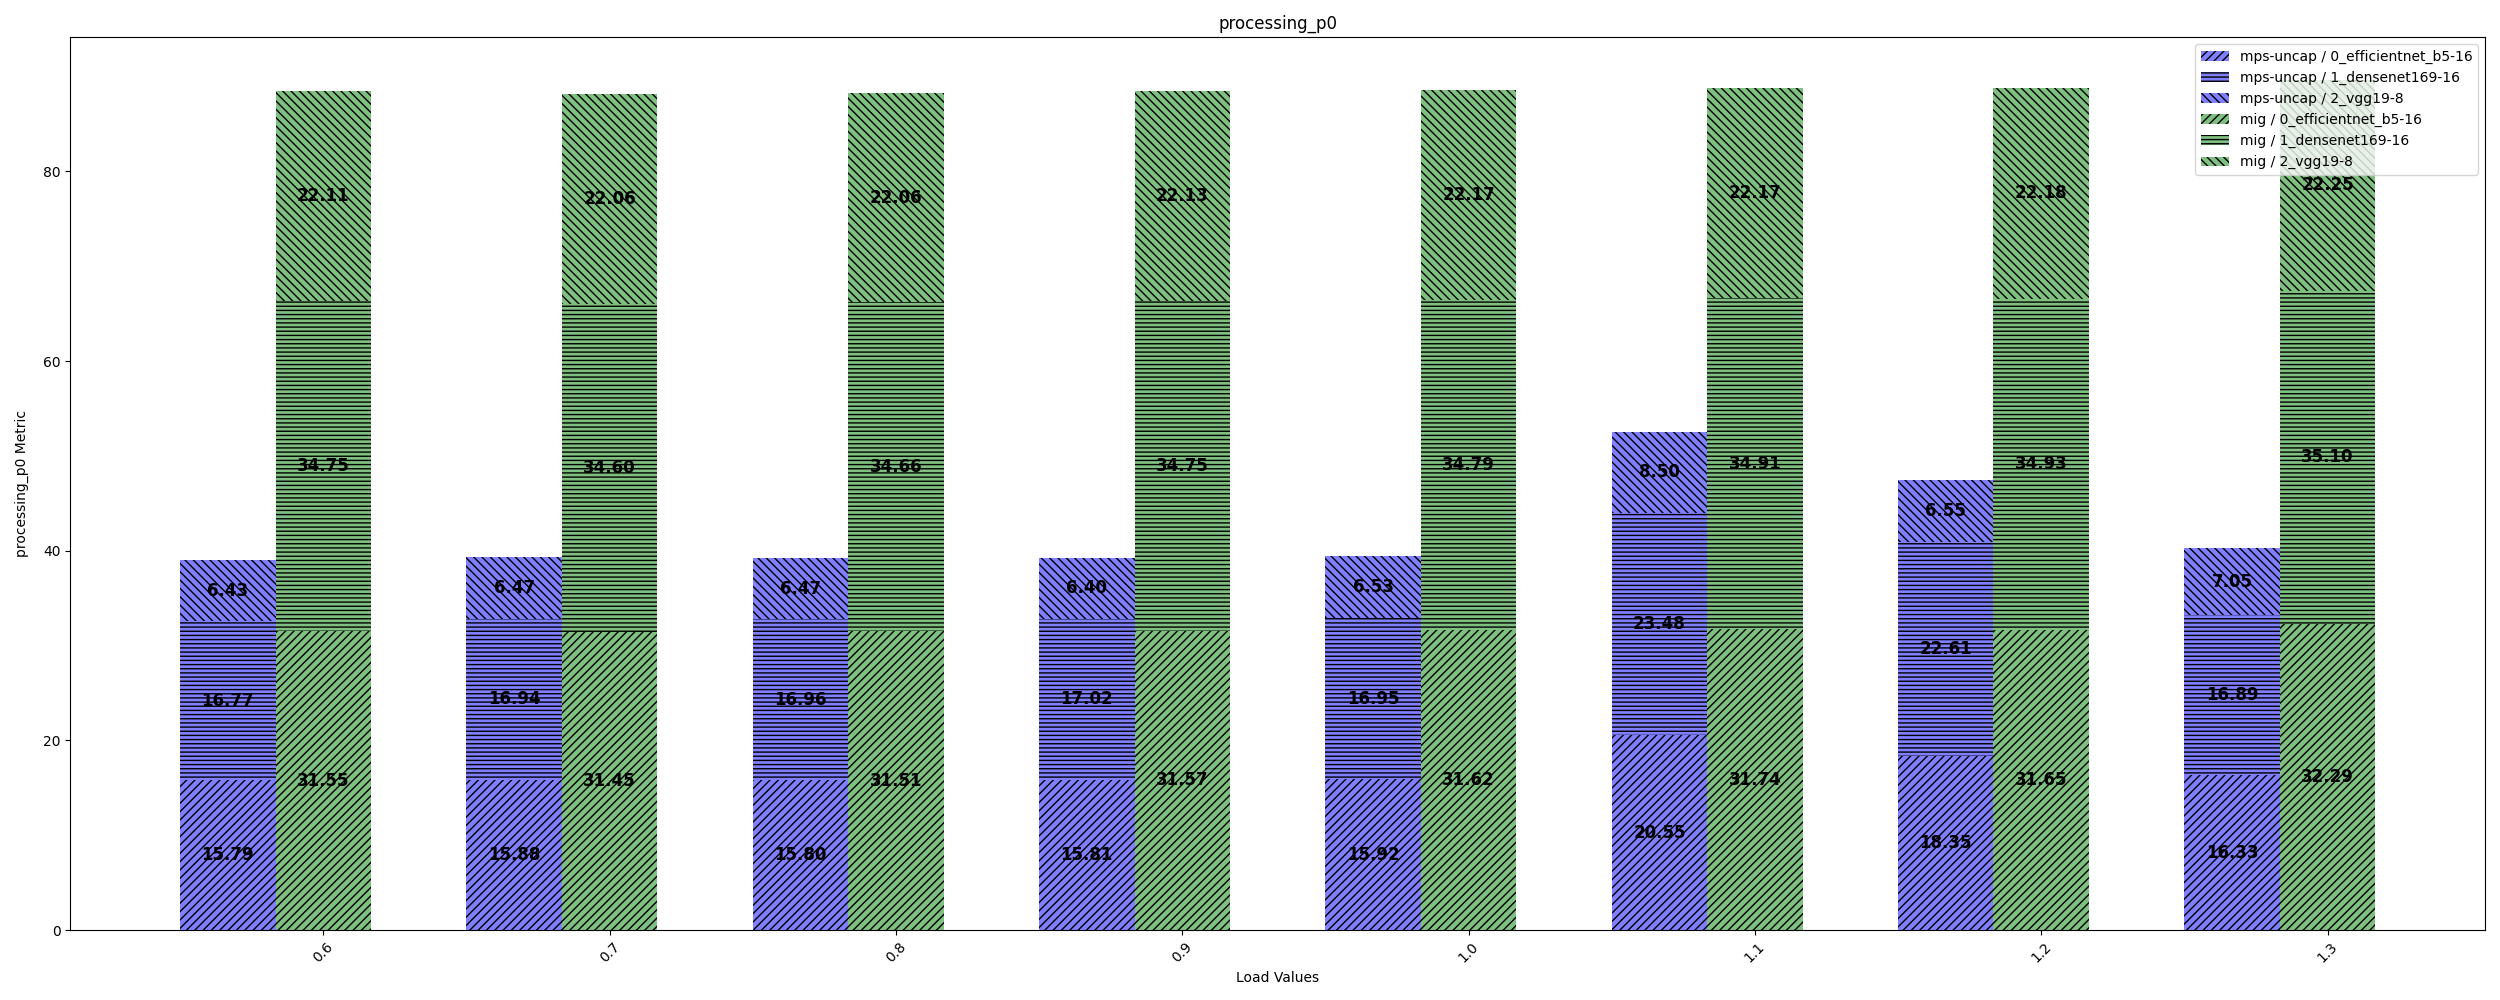 processing_p0
mps-uncap / 0_efficientnet_b5-16
mps-uncap / 1_densenet169-16
mps-uncap / 2_vgg19-8
mig / 0_efficientnet_b5-16
mig / 1_densenet169-16
mig / 2_vgg19-8
processing_p0 Metric
80
60
40
20
0
22.11 22.06 22.06 22.13 22.17 22.17 22.18 22.25
34.75 34.60 34.66 34.75 34.79 34.91 34.93 35.10
31.55 31.45 31.51 31.57 31.62 31.74 31.65 32.29
6.43 6.47 6.47 6.40 6.53 8.50 6.55 7.05
16.77 16.94 16.96 17.02 16.95 23.48 22.61 16.89
15.79 15.88 15.80 15.81 15.92 20.55 18.35 16.33
0.6 0.7 0.8 0.9 1.0 1.1 1.2 1.3
Load Values